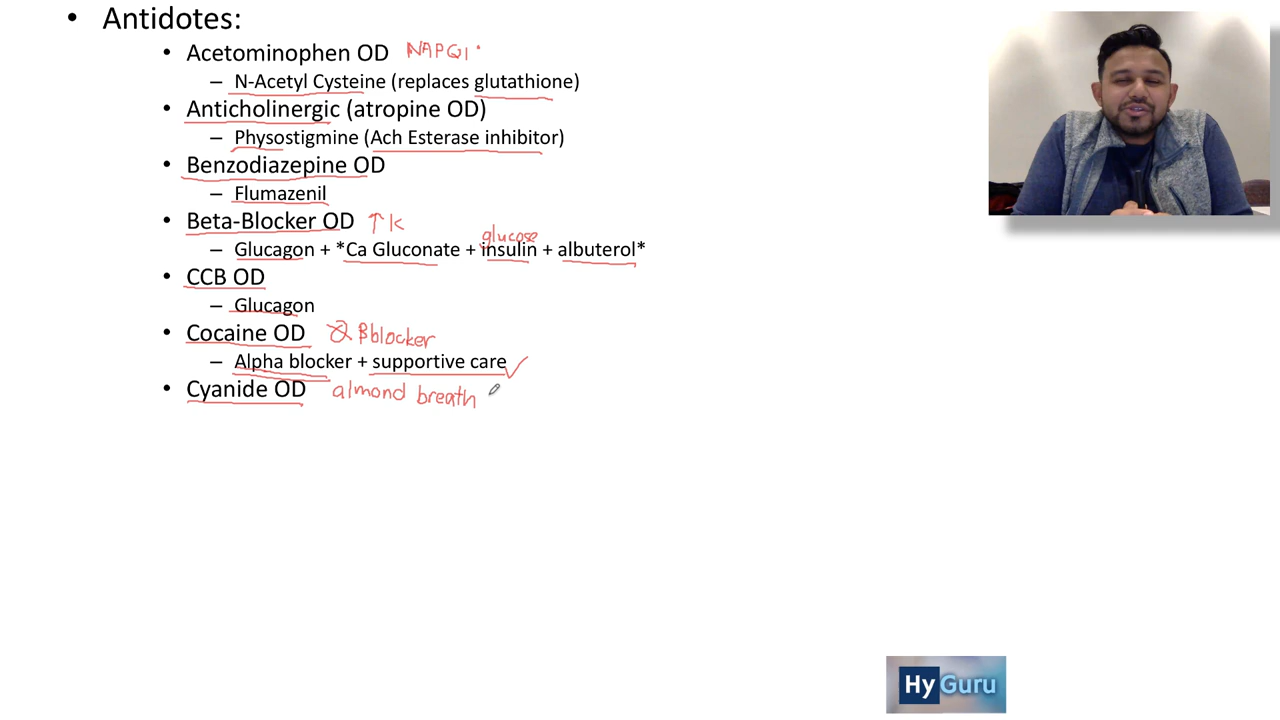 • Antidotes:
• Acetominophen OD NAPQI
– N-Acetyl Cysteine (replaces glutathione)
• Anticholinergic (atropine OD)
– Physostigmine (Ach Esterase inhibitor)
• Benzodiazepine OD
– Flumazenil
• Beta-Blocker OD ↑ K
glucose
– Glucagon + *Ca Gluconate + insulin + albuterol*
• CCB OD
– Glucagon
• Cocaine OD βblocker
– Alpha blocker + supportive care ✓
• Cyanide OD almond breath
HyGuru